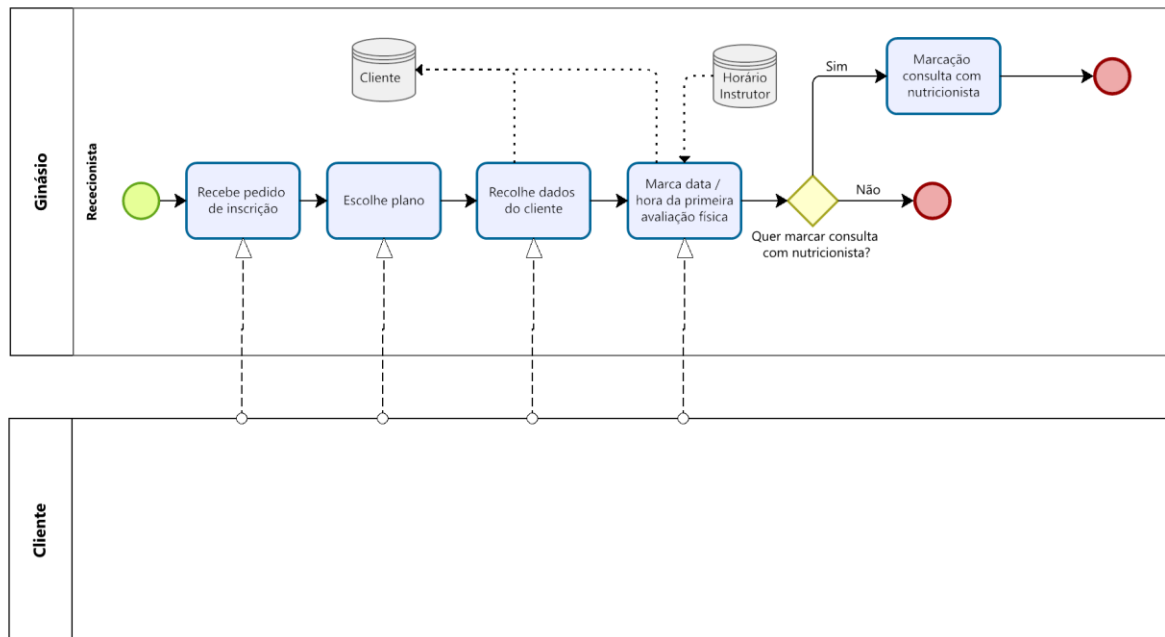 Ginásio
Rececionista
Cliente
Horário
Instrutor
Sim
Marcação
consulta com
nutricionista
Recebe pedido
de inscrição
Escolhe plano
Recolhe dados
do cliente
Marca data /
hora da primeira
avaliação física
Não
Quer marcar consulta
com nutricionista?
Cliente